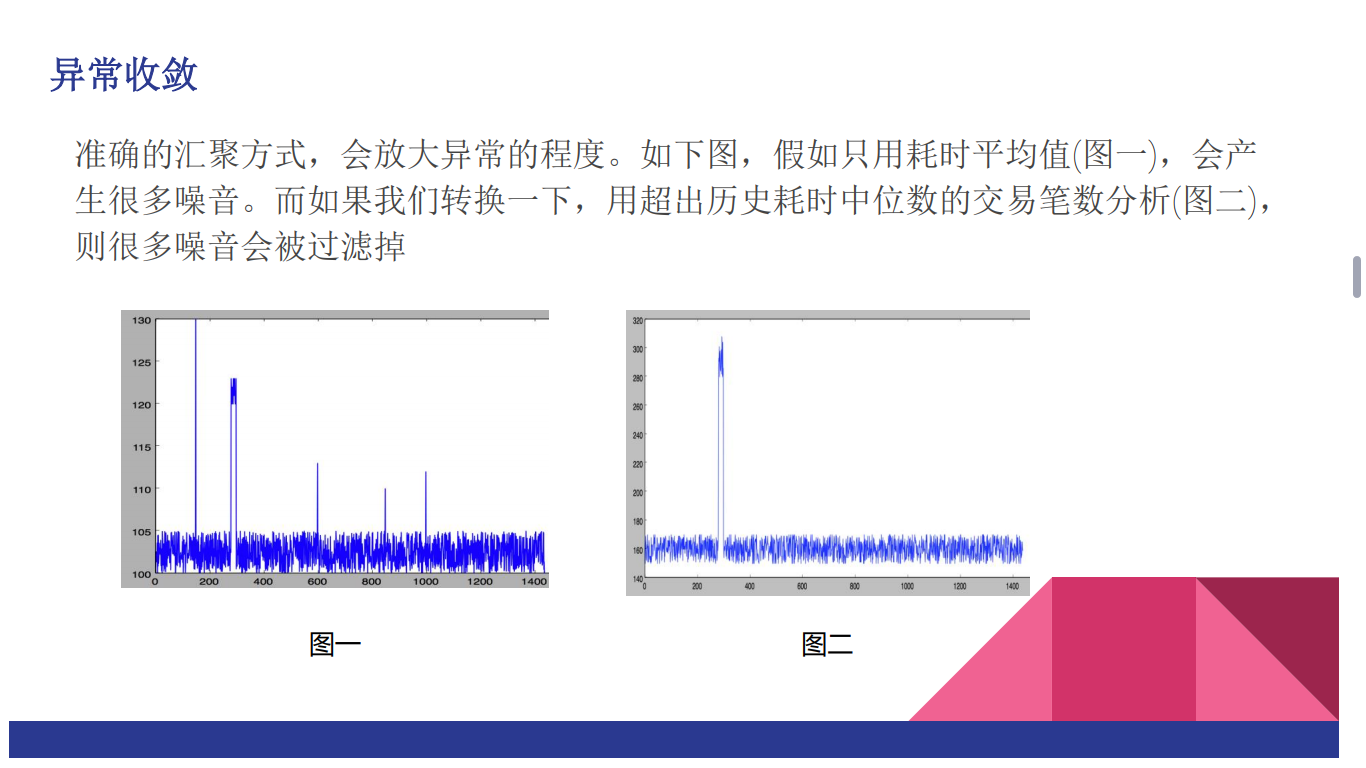 异常收敛
准确的汇聚方式，会放大异常的程度。如下图，假如只用耗时平均值(图一)，会产
生很多噪音。而如果我们转换一下，用超出历史耗时中位数的交易笔数分析(图二)，
则很多噪音会被过滤掉
130
125
120
115
110
105
100
0 200 400 600 800 1000 1200 1400
320
300
280
260
240
220
200
180
160
140
0 200 400 600 800 1000 1200 1400
图一
图二